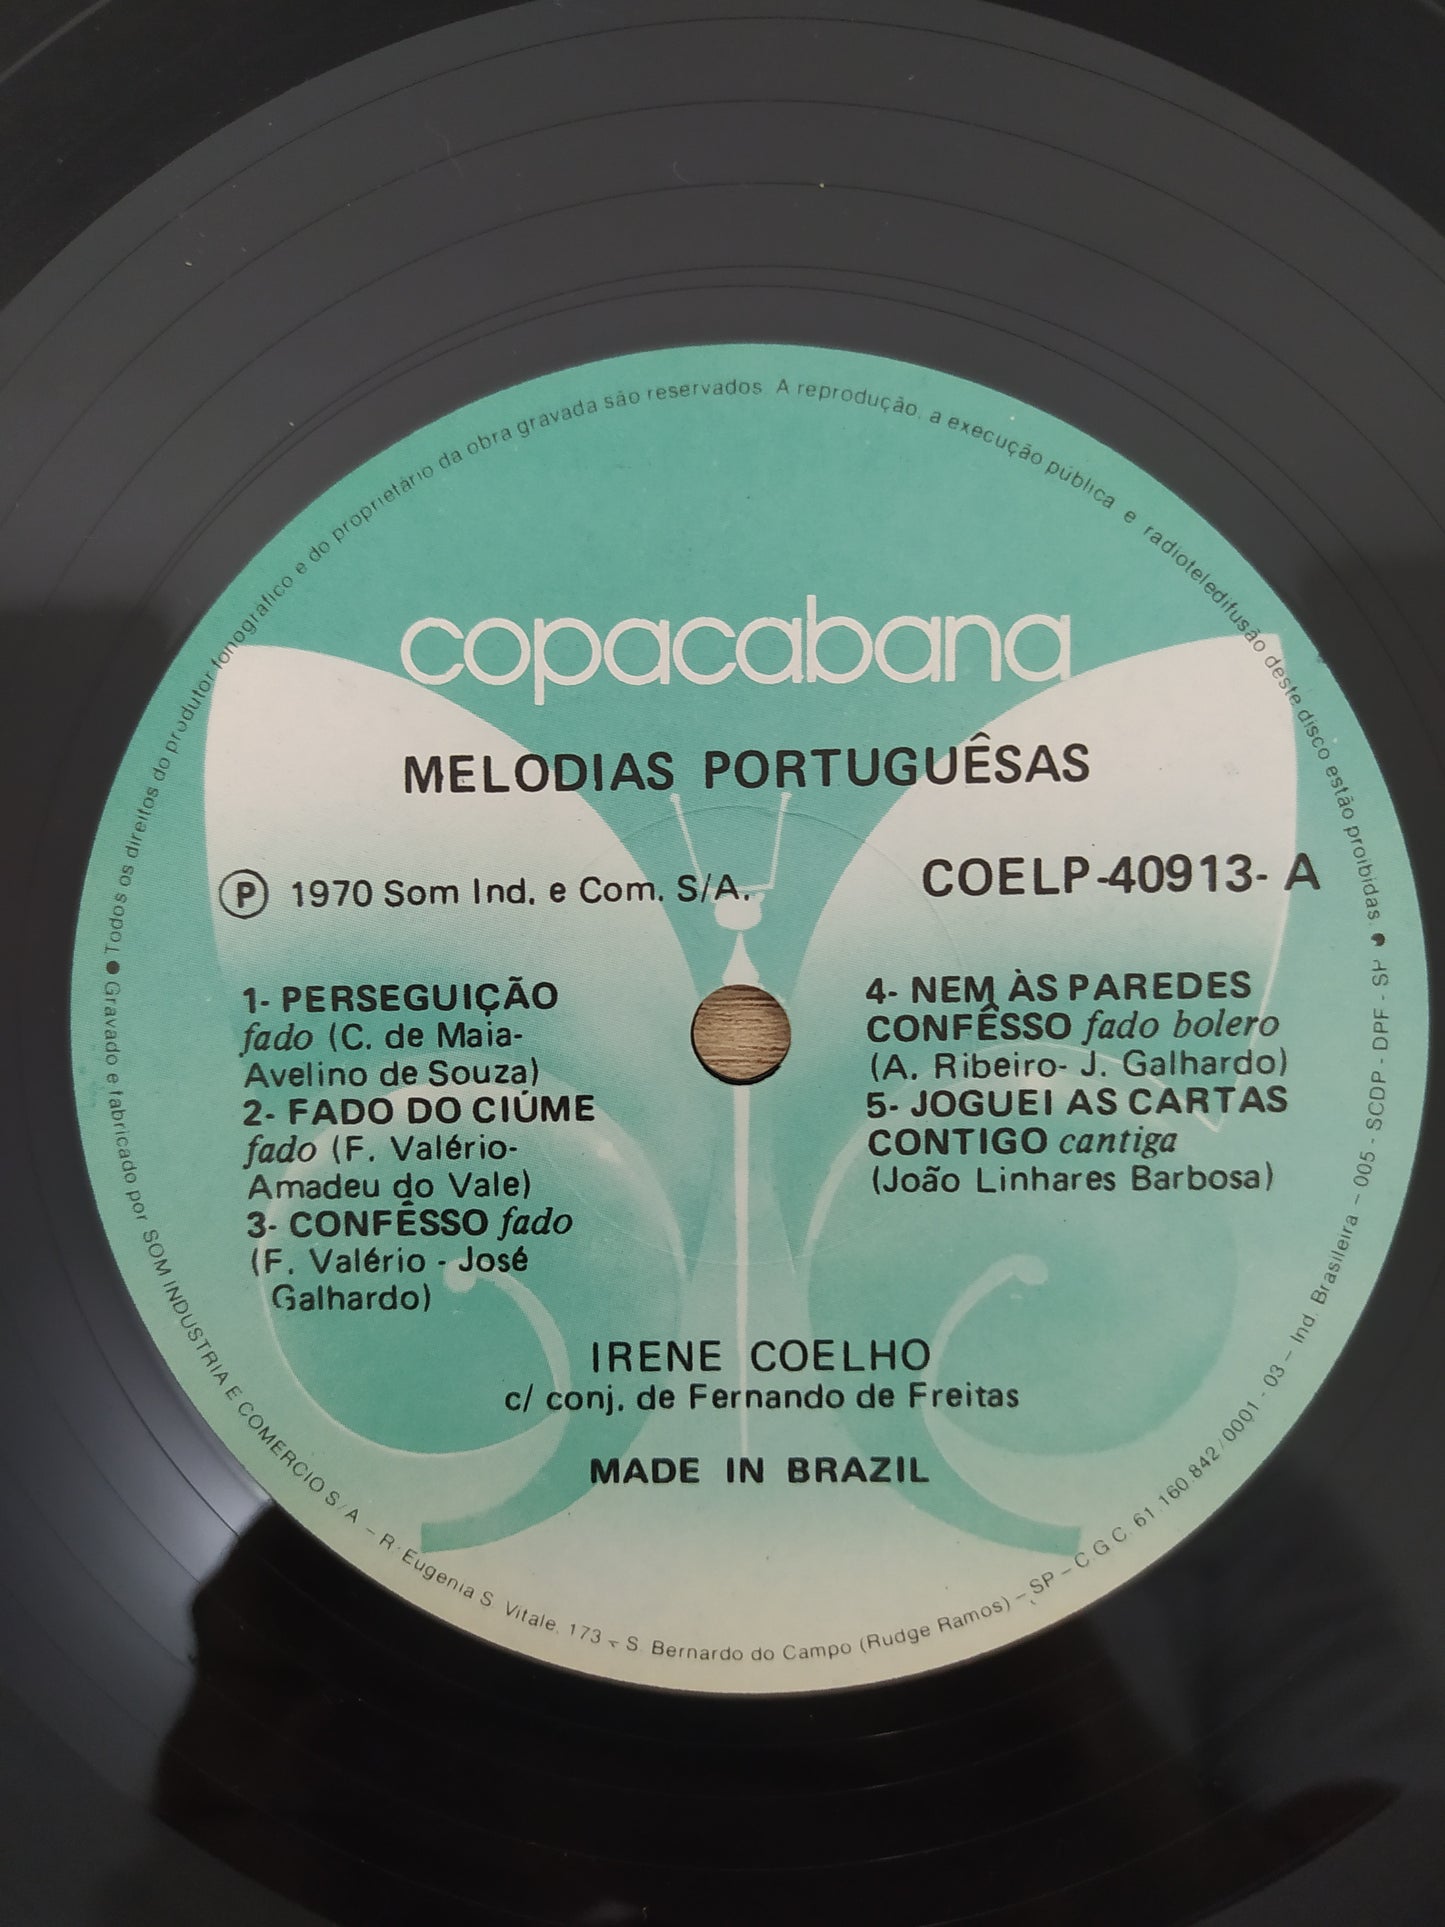 ● Todos os direitos do produtor fonográfico e do proprietário da obra gravada são reservados A reprodução, a execução pública e radioteledifusão deste disco estão proibidas. ●
copacabana
MELODIAS PORTUGUÊSAS
Ⓟ 1970 Som Ind. e Com. S/A.
COELP-40913- A
1- PERSEGUIÇÃO
fado (C. de Maia-
Avelino de Souza)
2- FADO DO CIÚME
fado (F. Valério-
Amadeu do Vale)
3- CONFÊSSO fado
(F. Valério - José
Galhardo)
4- NEM ÀS PAREDES
CONFÊSSO fado bolero
(A. Ribeiro- J. Galhardo)
5- JOGUEI AS CARTAS
CONTIGO cantiga
(João Linhares Barbosa)
IRENE COELHO
c/ conj. de Fernando de Freitas
MADE IN BRAZIL
Gravado e fabricado por SOM INDUSTRIA E COMERCIO S/A – R. Eugenia S. Vitale, 173 – S. Bernardo do Campo (Rudge Ramos) – SP – C.G.C. 61.160.842/0001-03 – Ind. Brasileira – 005 - SCDP - DPF - SP